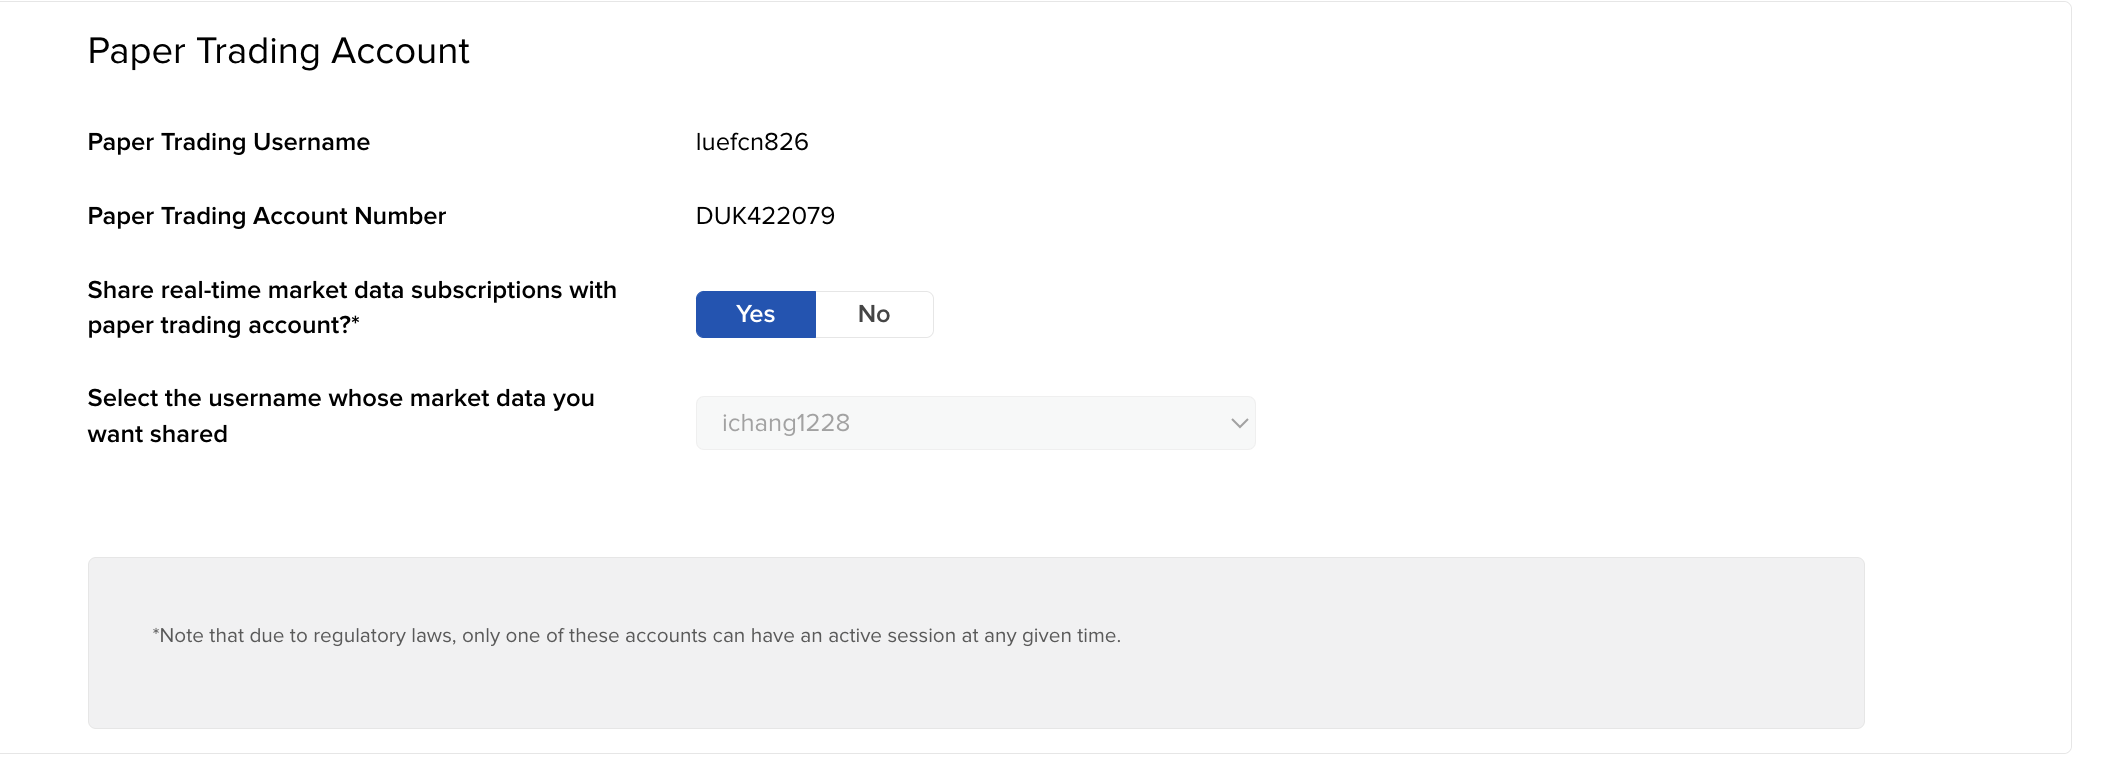 Paper Trading Account
Paper Trading Username
luefcn826
Paper Trading Account Number
DUK422079
Share real-time market data subscriptions with
paper trading account?*
Yes No
Select the username whose market data you
want shared
ichang1228
*Note that due to regulatory laws, only one of these accounts can have an active session at any given time.